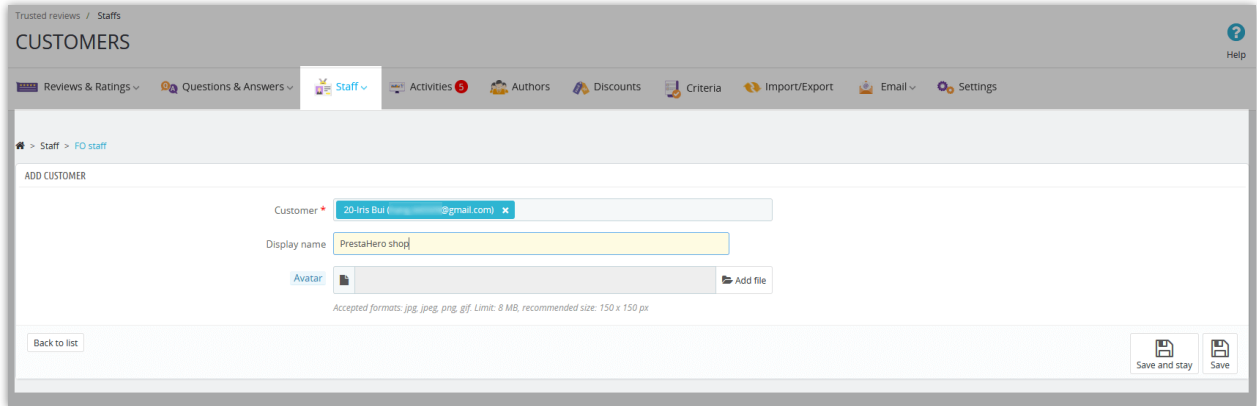 Trusted reviews / Staffs
CUSTOMERS
Help
Reviews & Ratings Questions & Answers Staff Activities 5 Authors Discounts Criteria Import/Export Email Settings
> Staff > FO staff
ADD CUSTOMER
Customer * 20-Iris Bui ( @gmail.com) ×
Display name PrestaHero shop
Avatar Add file
Accepted formats: jpg, jpeg, png, gif. Limit: 8 MB, recommended size: 150 x 150 px
Back to list
Save and stay Save